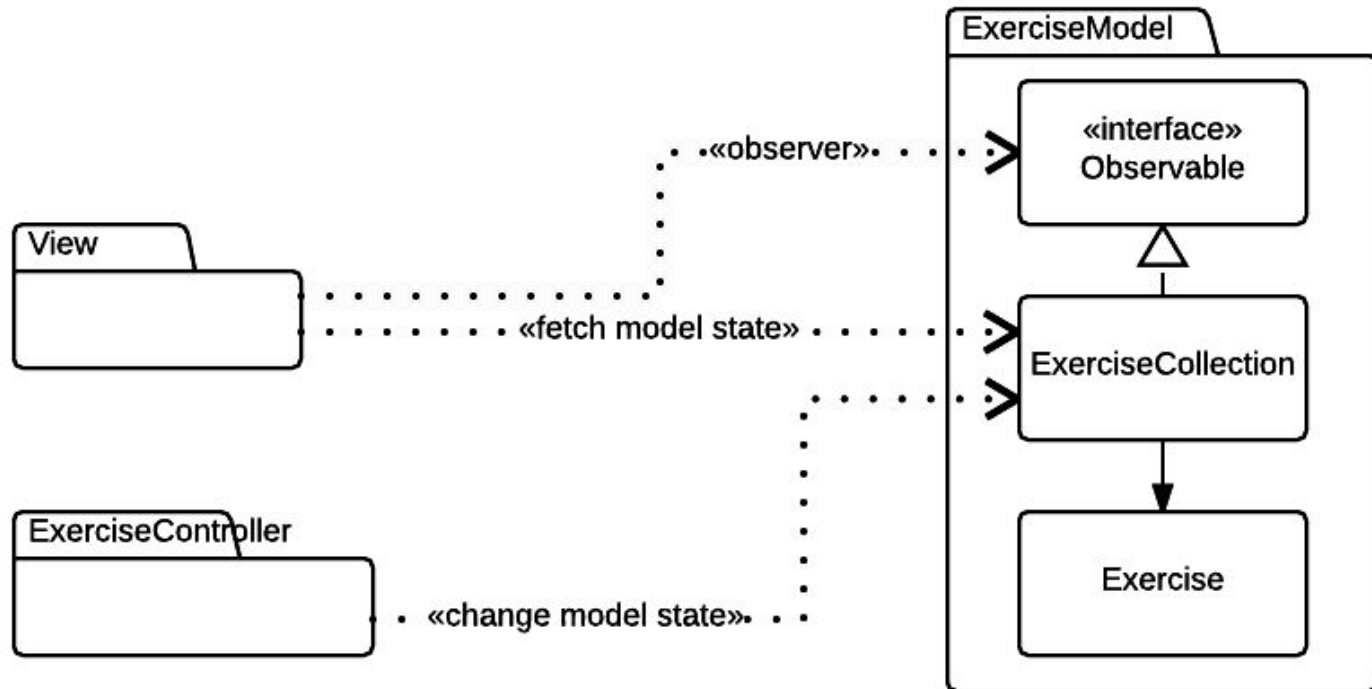 ExerciseModel
«interface»
Observable
«observer»
View
«fetch model state»
ExerciseCollection
ExerciseController
Exercise
«change model state»